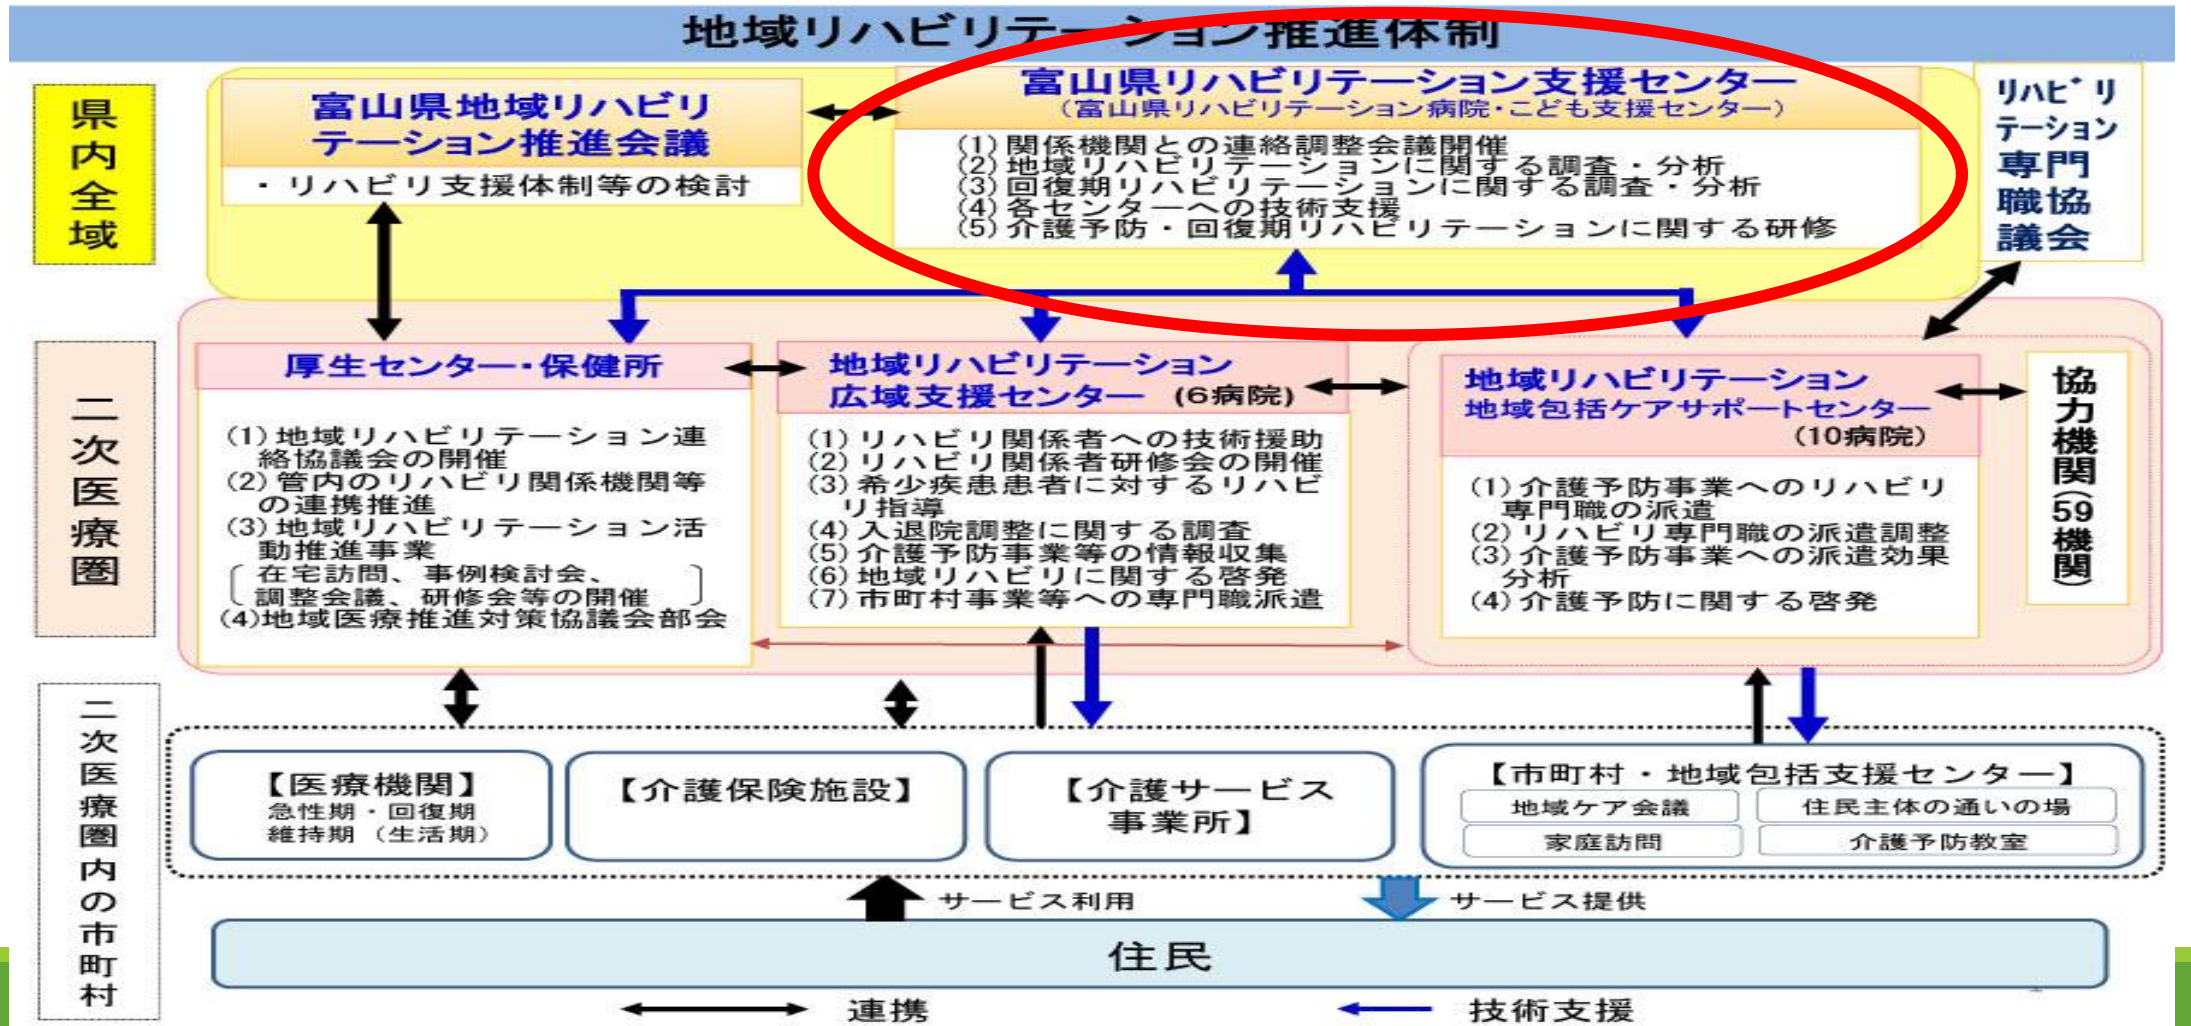 地域リハビリテーション推進体制
県内全域
富山県地域リハビリ
テーション推進会議
・リハビリ支援体制等の検討
富山県リハビリテーション支援センター
（富山県リハビリテーション病院・こども支援センター）
(1)関係機関との連絡調整会議開催
(2)地域リハビリテーションに関する調査・分析
(3)回復期リハビリテーションに関する調査・分析
(4)各センターへの技術支援
(5)介護予防・回復期リハビリテーションに関する研修
リハビリ
テーション
専門
職協
議会
二次医療圏
厚生センター・保健所
(1)地域リハビリテーション連
絡協議会の開催
(2)管内のリハビリ関係機関等
の連携推進
(3)地域リハビリテーション活
動推進事業
在宅訪問、事例検討会、
調整会議、研修会等の開催
(4)地域医療推進対策協議会部会
地域リハビリテーション
広域支援センター (6病院)
(1)リハビリ関係者への技術援助
(2)リハビリ関係者研修会の開催
(3)希少疾患患者に対するリハビ
リ指導
(4)入退院調整に関する調査
(5)介護予防事業等の情報収集
(6)地域リハビリに関する啓発
(7)市町村事業等への専門職派遣
地域リハビリテーション
地域包括ケアサポートセンター
(10病院)
(1)介護予防事業へのリハビリ
専門職の派遣
(2)リハビリ専門職の派遣調整
(3)介護予防事業への派遣効果
分析
(4)介護予防に関する啓発
協力機関(59機関)
二次医療圏内の市町村
【医療機関】
急性期・回復期
維持期（生活期）
【介護保険施設】
【介護サービス
事業所】
【市町村・地域包括支援センター】
地域ケア会議
住民主体の通いの場
家庭訪問
介護予防教室
サービス利用
サービス提供
住民
連携
技術支援